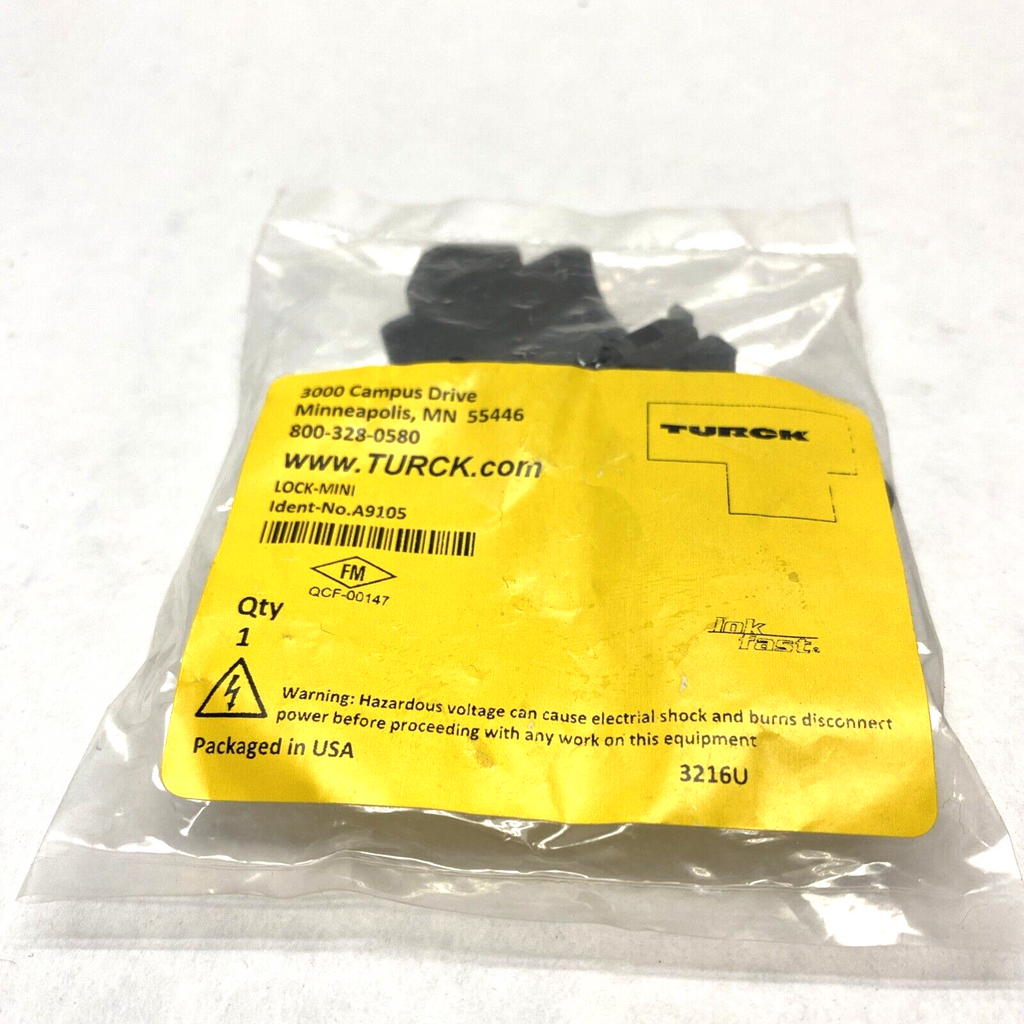 3000 Campus Drive
Minneapolis, MN 55446
800-328-0580
www.TURCK.com
LOCK-MINI
Ident-No.A9105
TURCK
FM
QCF-00147
Qty
1
lok
fast
Warning: Hazardous voltage can cause electrial shock and burns disconnect
power before proceeding with any work on this equipment
Packaged in USA
3216U